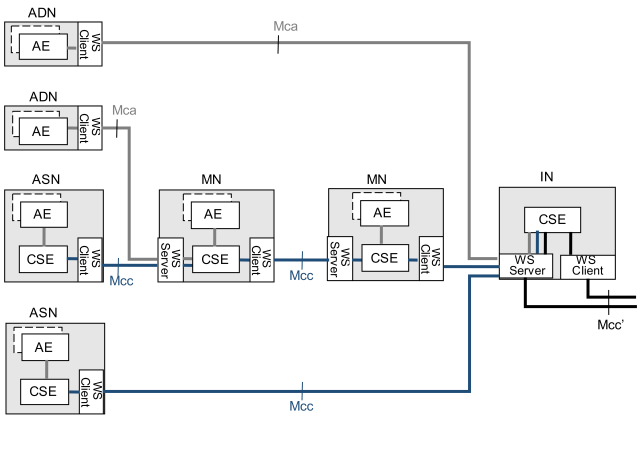 ADN
AE
WS Client
Mca
ADN
AE
WS Client
Mca
ASN
AE
CSE
WS Client
Mcc
MN
WS Server
AE
CSE
WS Client
Mcc
MN
WS Server
AE
CSE
WS Client
IN
CSE
WS
Server
WS
Client
Mcc'
ASN
AE
CSE
WS Client
Mcc